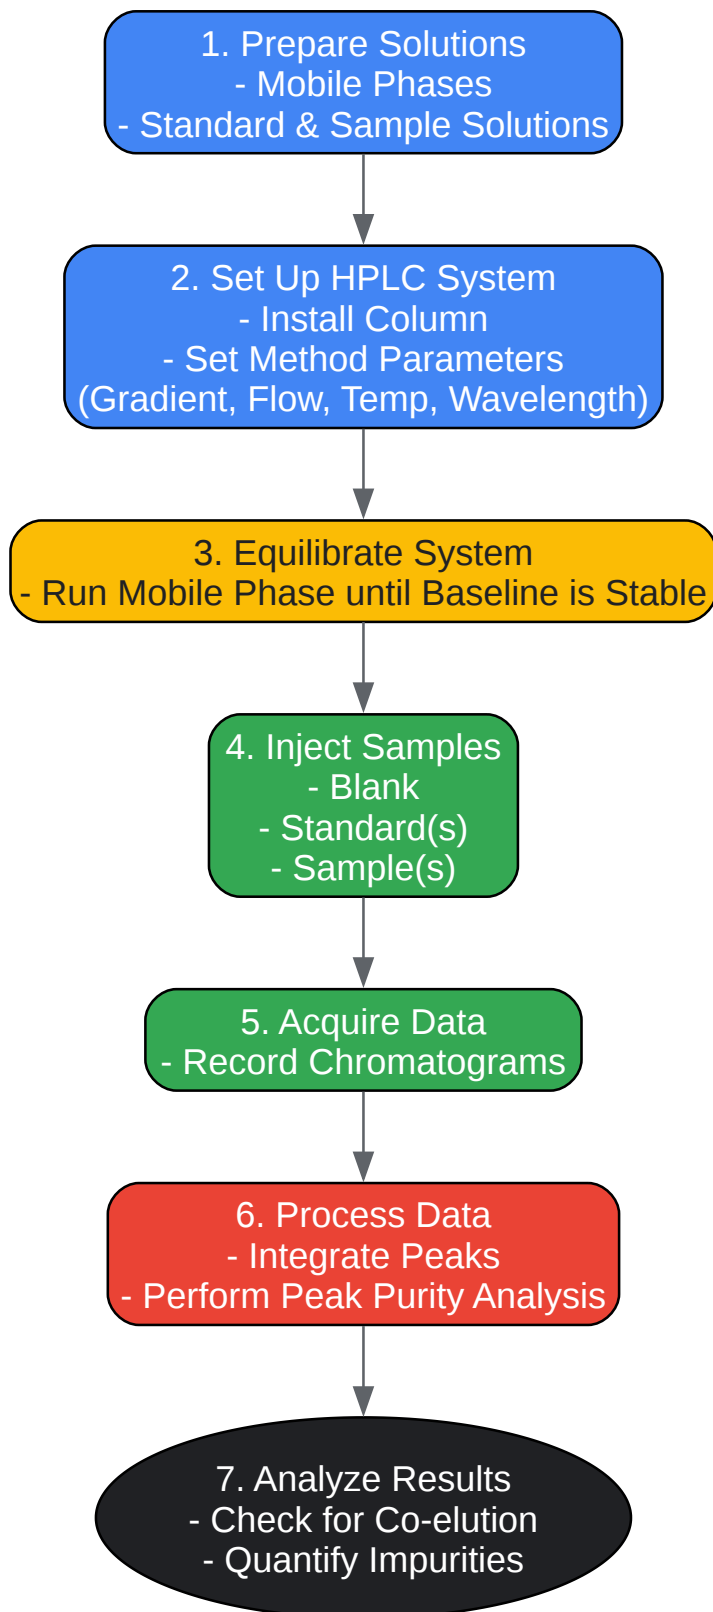 1. Prepare Solutions
- Mobile Phases
- Standard & Sample Solutions
2. Set Up HPLC System
- Install Column
- Set Method Parameters
(Gradient, Flow, Temp, Wavelength)
3. Equilibrate System
- Run Mobile Phase until Baseline is Stable
4. Inject Samples
- Blank
- Standard(s)
- Sample(s)
5. Acquire Data
- Record Chromatograms
6. Process Data
- Integrate Peaks
- Perform Peak Purity Analysis
7. Analyze Results
- Check for Co-elution
- Quantify Impurities